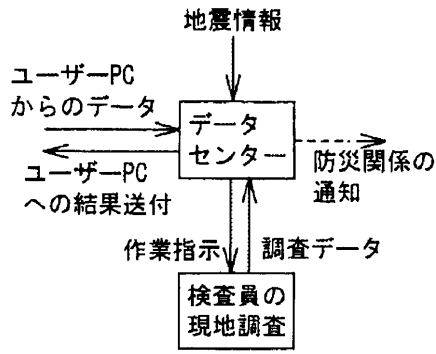 地震情報
ユーザーPC
からのデータ
データ
センター
ユーザーPC
への結果送付
防災関係の
通知
作業指示
調査データ
検査員の
現地調査